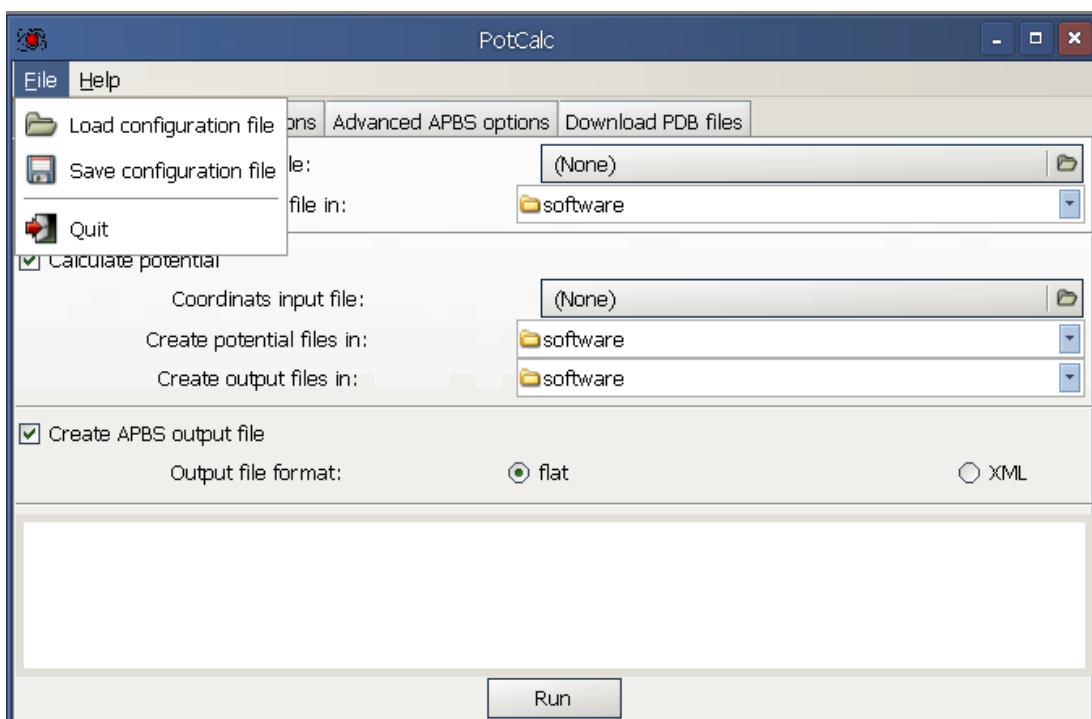 PotCalc
File Help
Load configuration file
Save configuration file
Quit
ons Advanced APBS options Download PDB files
le: (None)
file in: software
Calculate potential
Coordinats input file: (None)
Create potential files in: software
Create output files in: software
Create APBS output file
Output file format: flat XML
Run